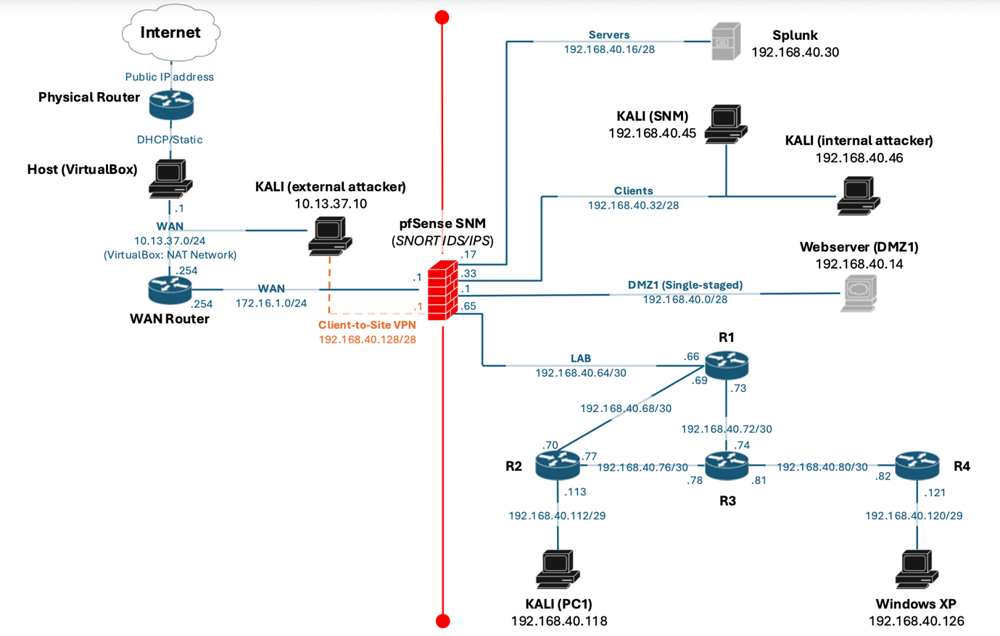 Internet
Public IP address
Physical Router
DHCP/Static
Host (VirtualBox)
.1
WAN
10.13.37.0/24
(VirtualBox: NAT Network)
.254
KALI (external attacker)
10.13.37.10
WAN Router
.254
WAN
172.16.1.0/24
.1
.1
Client-to-Site VPN
192.168.40.128/28
pfSense SNM
(SNORT IDS/IPS)
.17
.33
.1
.65
Servers
192.168.40.16/28
Splunk
192.168.40.30
KALI (SNM)
192.168.40.45
KALI (internal attacker)
192.168.40.46
Clients
192.168.40.32/28
Webserver (DMZ1)
192.168.40.14
DMZ1 (Single-staged)
192.168.40.0/28
LAB
192.168.40.64/30
R1
.66
.69
.73
192.168.40.68/30
192.168.40.72/30
.70
.74
R2
.77
192.168.40.76/30
.78
R3
.81
192.168.40.80/30
.82
R4
.113
192.168.40.112/29
.121
192.168.40.120/29
KALI (PC1)
192.168.40.118
Windows XP
192.168.40.126